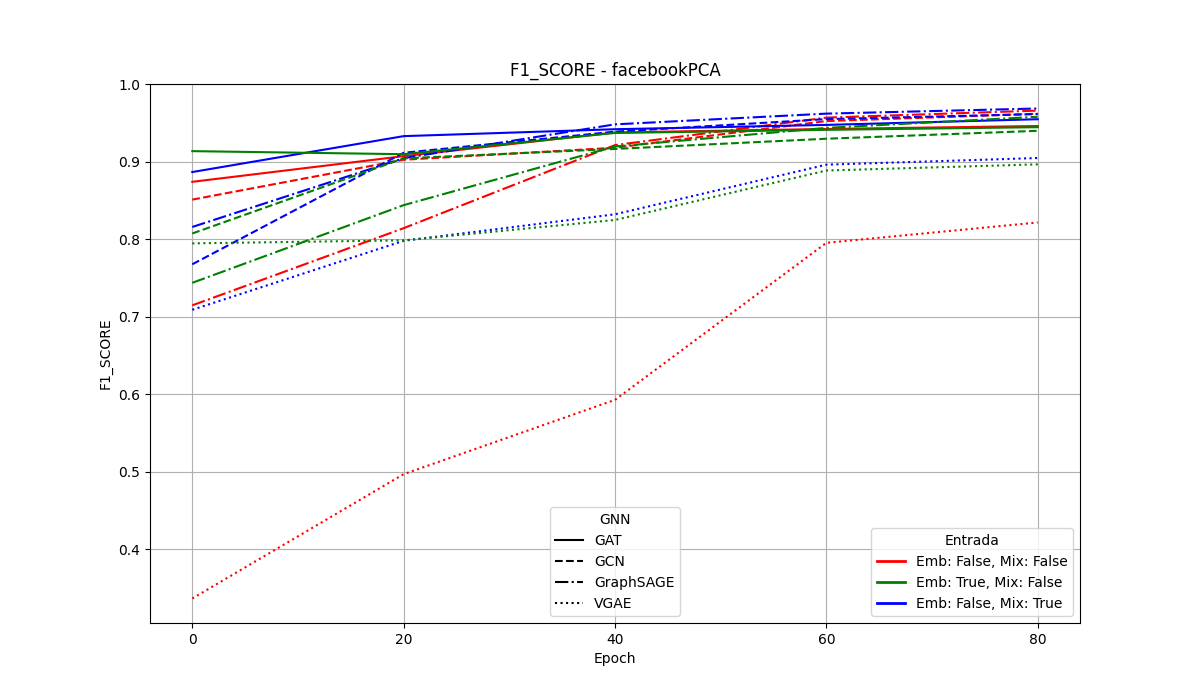 F1_SCORE - facebookPCA
1.0
0.9
0.8
0.7
0.6
0.5
0.4
F1_SCORE
0
20
40
60
80
Epoch
GNN
GAT
GCN
GraphSAGE
VGAE
Entrada
Emb: False, Mix: False
Emb: True, Mix: False
Emb: False, Mix: True